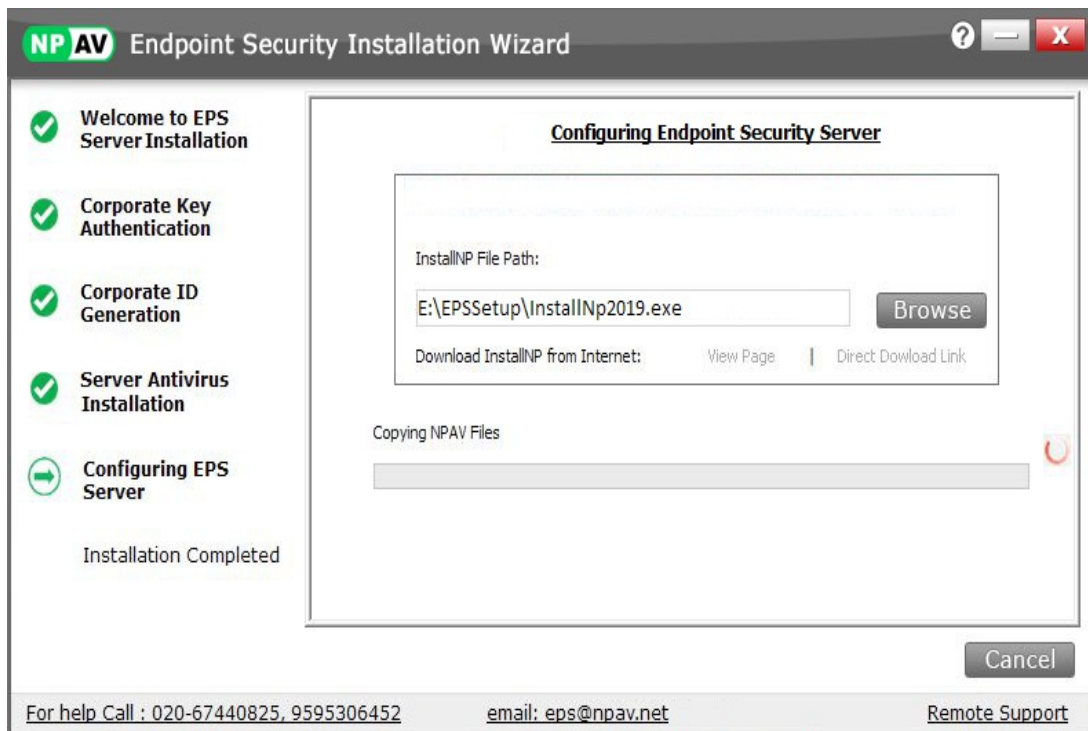 NP AV Endpoint Security Installation Wizard ? X
Welcome to EPS
Server Installation
Corporate Key
Authentication
Corporate ID
Generation
Server Antivirus
Installation
Configuring EPS
Server
Installation Completed
Configuring Endpoint Security Server
InstallNP File Path:
E:\EPSSetup\InstallNp2019.exe
Browse
Download InstallNP from Internet: View Page | Direct Dowload Link
Copying NPAV Files
Cancel
For help Call : 020-67440825, 9595306452 email: eps@npav.net Remote Support